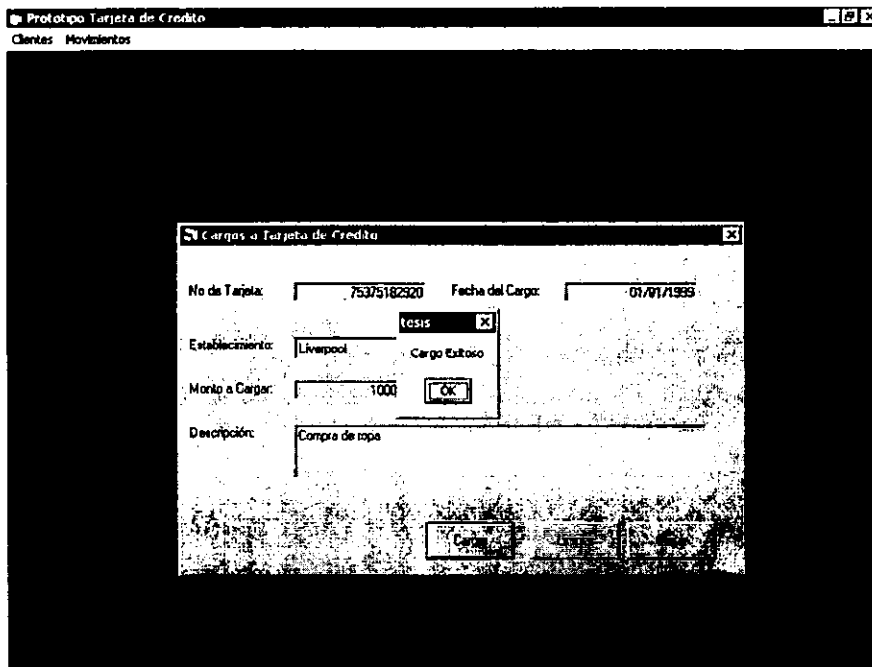 Prototipo Tarjeta de Credito
Clientes Movimientos
Cargos a Tarjeta de Credito
No de Tarjeta: 75375182920 Fecha del Cargo: 01/01/1999
tesis
Establecimiento: Liverpool
Cargo Exitoso
Monto a Cargar: 1000
OK
Descripción: Compra de ropa